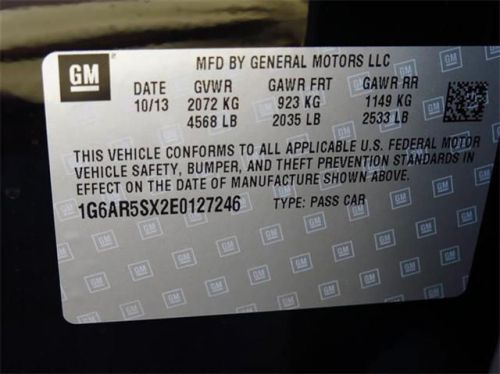 GM
MFD BY GENERAL MOTORS LLC
DATE GVWR GAWR FRT GAWR RR
10/13 2072 KG 923 KG 1149 KG
4568 LB 2035 LB 2533 LB
THIS VEHICLE CONFORMS TO ALL APPLICABLE U.S. FEDERAL MOTOR
VEHICLE SAFETY, BUMPER, AND THEFT PREVENTION STANDARDS IN
EFFECT ON THE DATE OF MANUFACTURE SHOWN ABOVE.
1G6AR5SX2E0127246 TYPE: PASS CAR